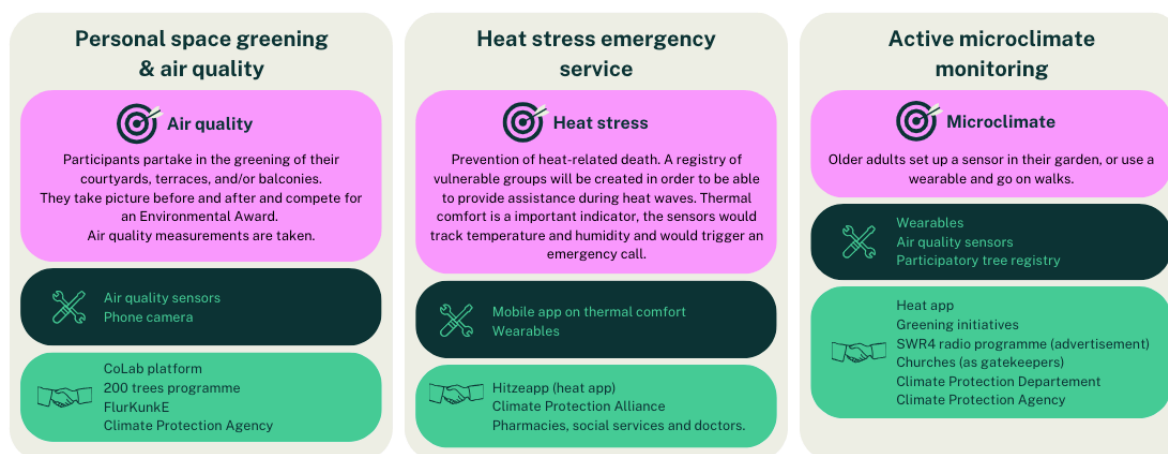 Personal space greening
& air quality
Air quality
Participants partake in the greening of their
courtyards, terraces, and/or balconies.
They take picture before and after and compete for
an Environmental Award.
Air quality measurements are taken.
Air quality sensors
Phone camera
CoLab platform
200 trees programme
FlurKunkE
Climate Protection Agency
Heat stress emergency
service
Heat stress
Prevention of heat-related death. A registry of
vulnerable groups will be created in order to be able
to provide assistance during heat waves. Thermal
comfort is a important indicator, the sensors would
track temperature and humidity and would trigger an
emergency call.
Mobile app on thermal comfort
Wearables
Hitzeapp (heat app)
Climate Protection Alliance
Pharmacies, social services and doctors.
Active microclimate
monitoring
Microclimate
Older adults set up a sensor in their garden, or use a
wearable and go on walks.
Wearables
Air quality sensors
Participatory tree registry
Heat app
Greening initiatives
SWR4 radio programme (advertisement)
Churches (as gatekeepers)
Climate Protection Departement
Climate Protection Agency